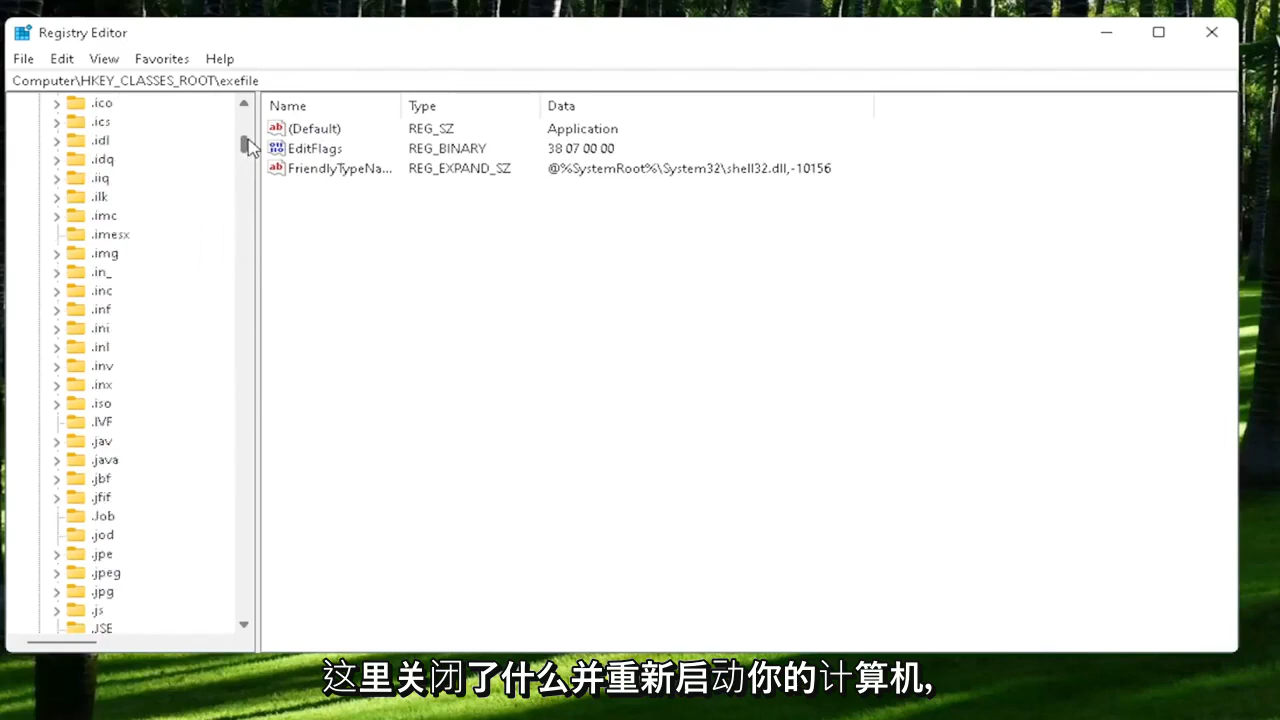 Registry Editor
File Edit View Favorites Help
Computer\HKEY_CLASSES_ROOT\exefile
.ico
.ics
.idl
.idq
.iiq
.ilk
.imc
.imesx
.img
.in_
.inc
.inf
.ini
.inl
.inv
.inx
.iso
.IVF
.jav
.java
.jbf
.jfif
.Job
.jod
.jpe
.jpeg
.jpg
.js
.JSE
Name Type Data
(Default) REG_SZ Application
EditFlags REG_BINARY 38 07 00 00
FriendlyTypeNa... REG_EXPAND_SZ @%SystemRoot%\System32\shell32.dll,-10156
这里关闭了什么并重新启动你的计算机,